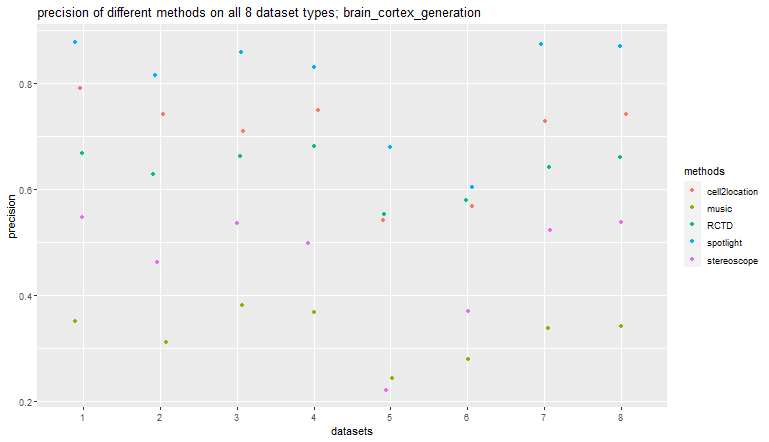 precision of different methods on all 8 dataset types; brain_cortex_generation
precision
0.8
0.6
0.4
0.2
1 2 3 4 5 6 7 8
datasets
methods
cell2location
music
RCTD
spotlight
stereoscope